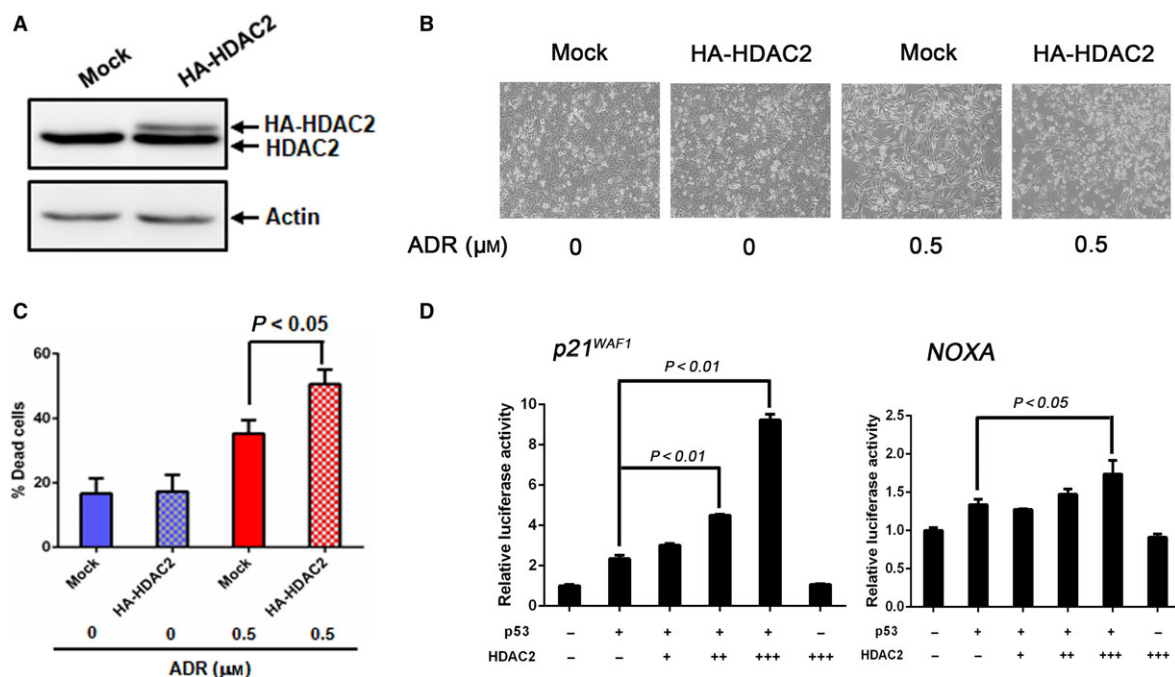 A
Mock
HA-HDAC2
HA-HDAC2
HDAC2
Actin
B
Mock HA-HDAC2 Mock HA-HDAC2
ADR (μM) 0 0 0.5 0.5
C
P < 0.05
% Dead cells
60
40
20
0
Mock HA-HDAC2 Mock HA-HDAC2
0 0 0.5 0.5
ADR (μM)
D
p21WAF1
P < 0.01
P < 0.01
Relative luciferase activity
10
8
6
4
2
0
p53 – + + + + –
HDAC2 – – + ++ +++ +++
NOXA
P < 0.05
Relative luciferase activity
2.5
2.0
1.5
1.0
0.5
0.0
p53 – + + + + –
HDAC2 – – + ++ +++ +++